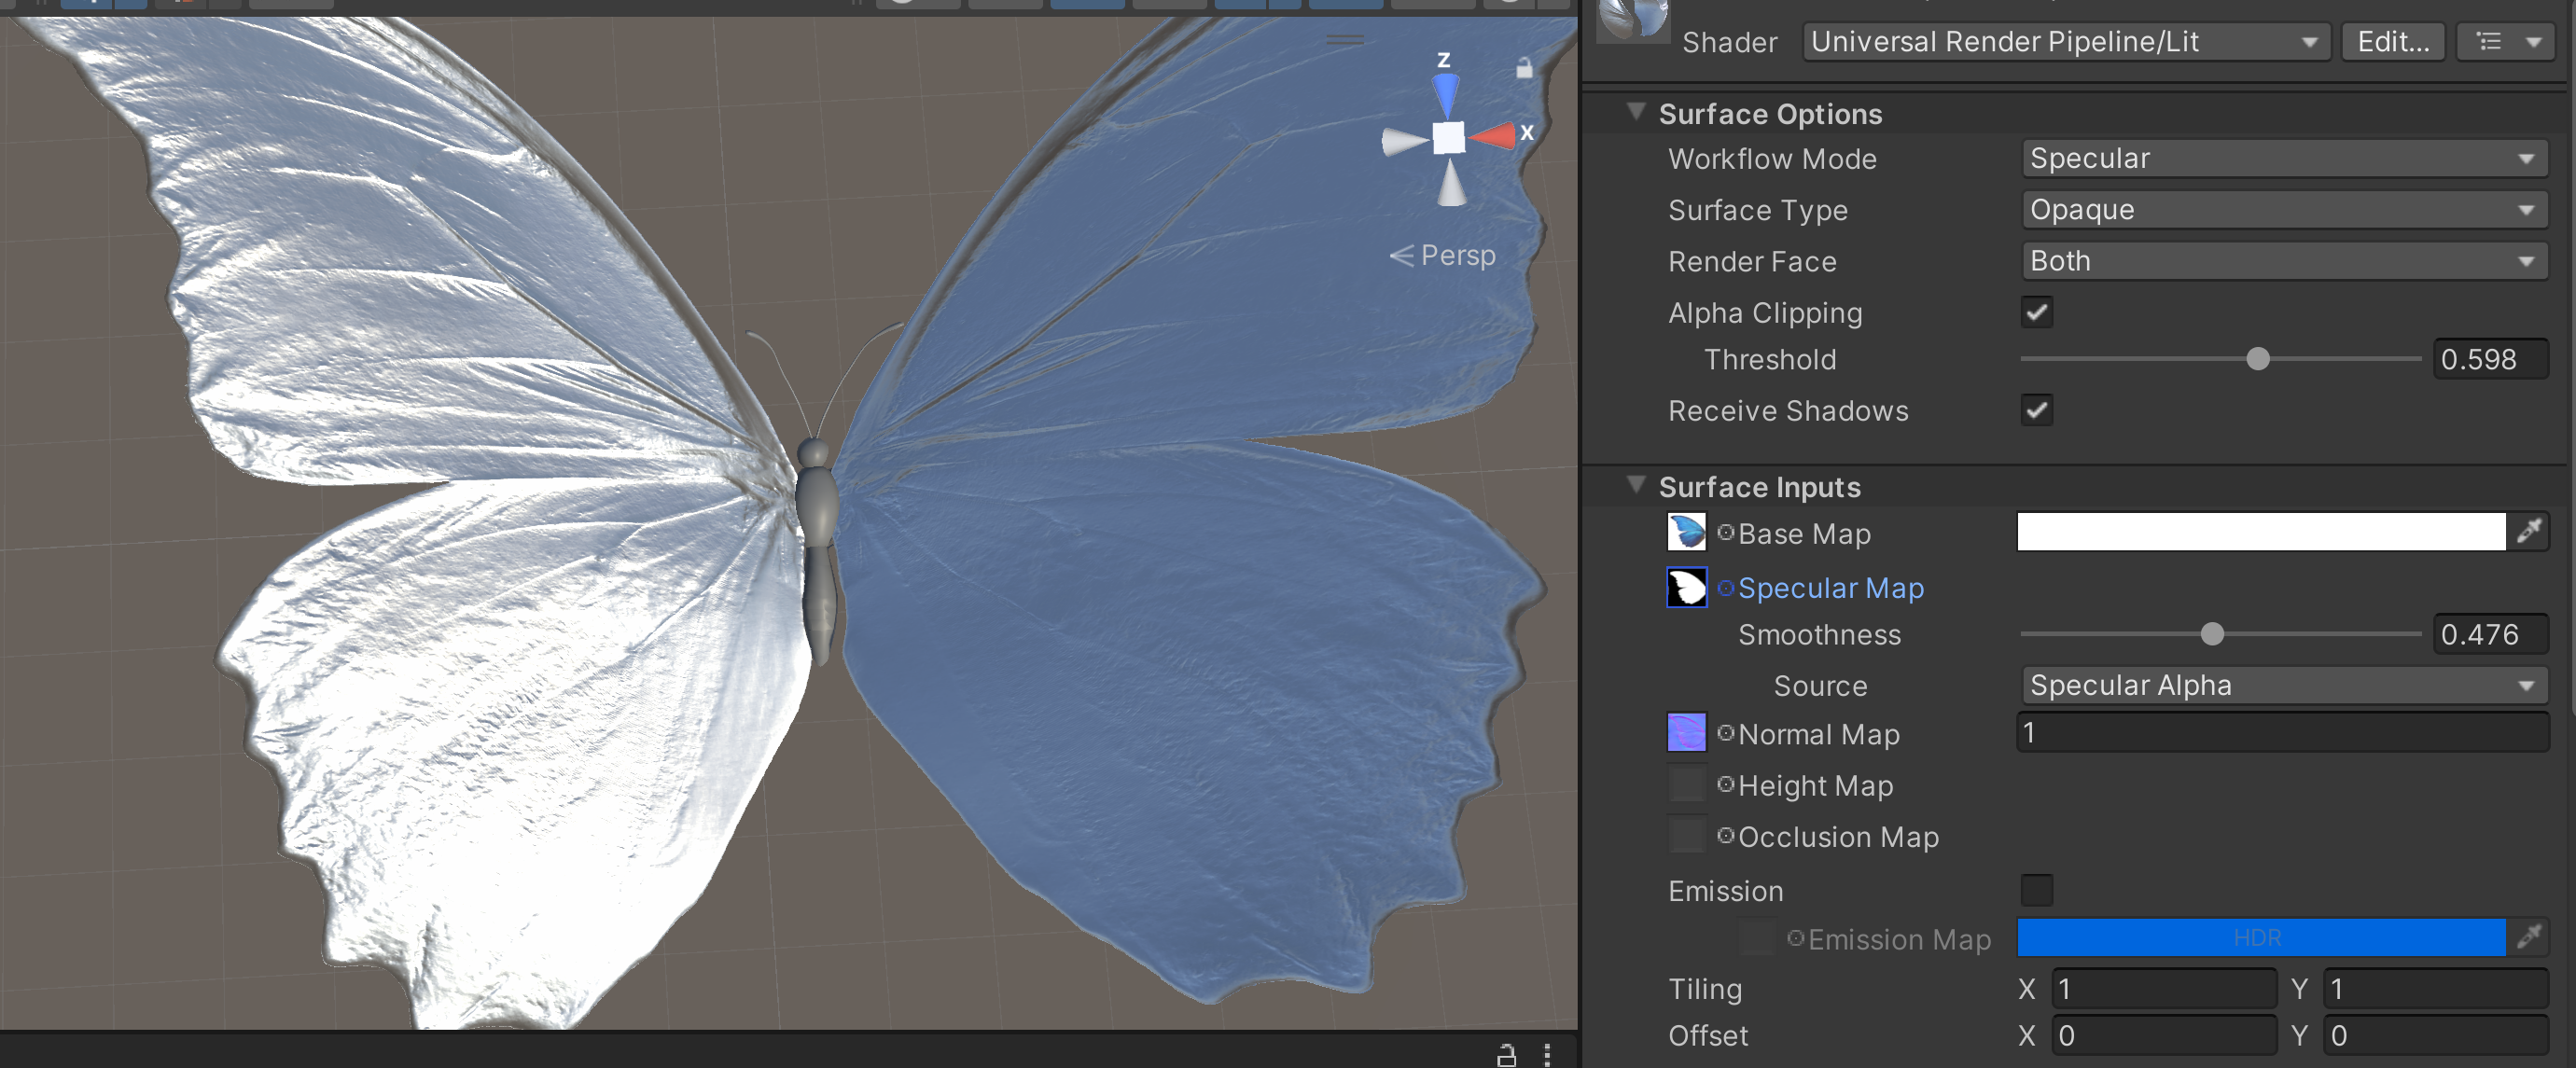 Shader Universal Render Pipeline/Lit Edit...
z
x
< Persp
Surface Options
Workflow Mode Specular
Surface Type Opaque
Render Face Both
Alpha Clipping
Threshold 0.598
Receive Shadows
Surface Inputs
Base Map
Specular Map
Smoothness 0.476
Source Specular Alpha
Normal Map 1
Height Map
Occlusion Map
Emission
Emission Map HDR
Tiling X 1 Y 1
Offset X 0 Y 0